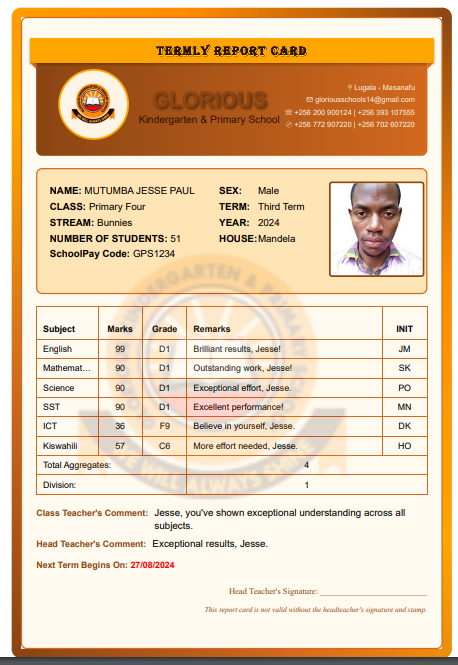 TERMLY REPORT CARD
GLORIOUS
Kindergarten & Primary School
Lugala - Masanafu
gloriousschools14@gmail.com
+256 200 900124 | +256 393 107555
+256 772 907220 | +256 702 607220
NAME: MUTUMBA JESSE PAUL SEX: Male
CLASS: Primary Four TERM: Third Term
STREAM: Bunnies YEAR: 2024
NUMBER OF STUDENTS: 51 HOUSE: Mandela
SchoolPay Code: GPS1234
Subject Marks Grade Remarks INIT
English 99 D1 Brilliant results, Jesse! JM
Mathemat... 90 D1 Outstanding work, Jesse! SK
Science 90 D1 Exceptional effort, Jesse. PO
SST 90 D1 Excellent performance! MN
ICT 36 F9 Believe in yourself, Jesse. DK
Kiswahili 57 C6 More effort needed, Jesse. HO
Total Aggregates: 4
Division: 1
Class Teacher's Comment: Jesse, you've shown exceptional understanding across all
subjects.
Head Teacher's Comment: Exceptional results, Jesse.
Next Term Begins On: 27/08/2024
Head Teacher's Signature: ____________________
This report card is not valid without the headteacher's signature and stamp.